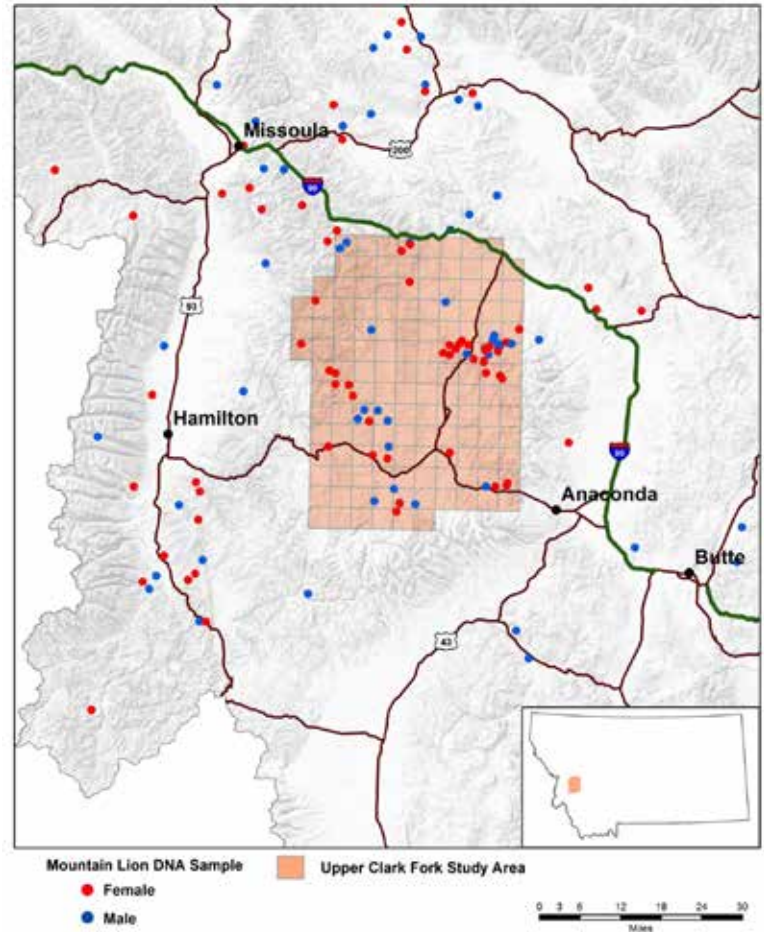 Missoula
200
90
93
Hamilton
90
Anaconda
Butte
43
Mountain Lion DNA Sample
Upper Clark Fork Study Area
Female
Male
0 3 6 12 18 24 30
Miles